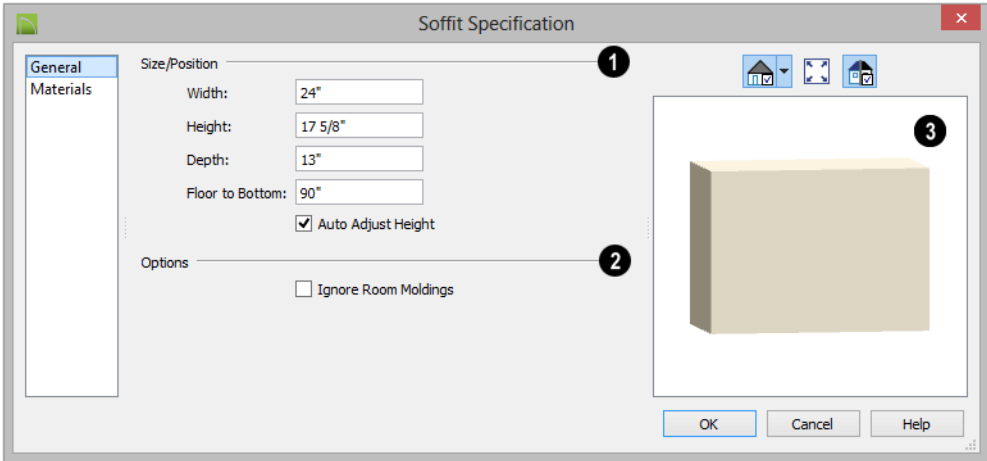 Soffit Specification
General
Materials
Size/Position 1
Width: 24"
Height: 17 5/8"
Depth: 13"
Floor to Bottom: 90"
Auto Adjust Height
Options 2
Ignore Room Moldings
3
OK Cancel Help